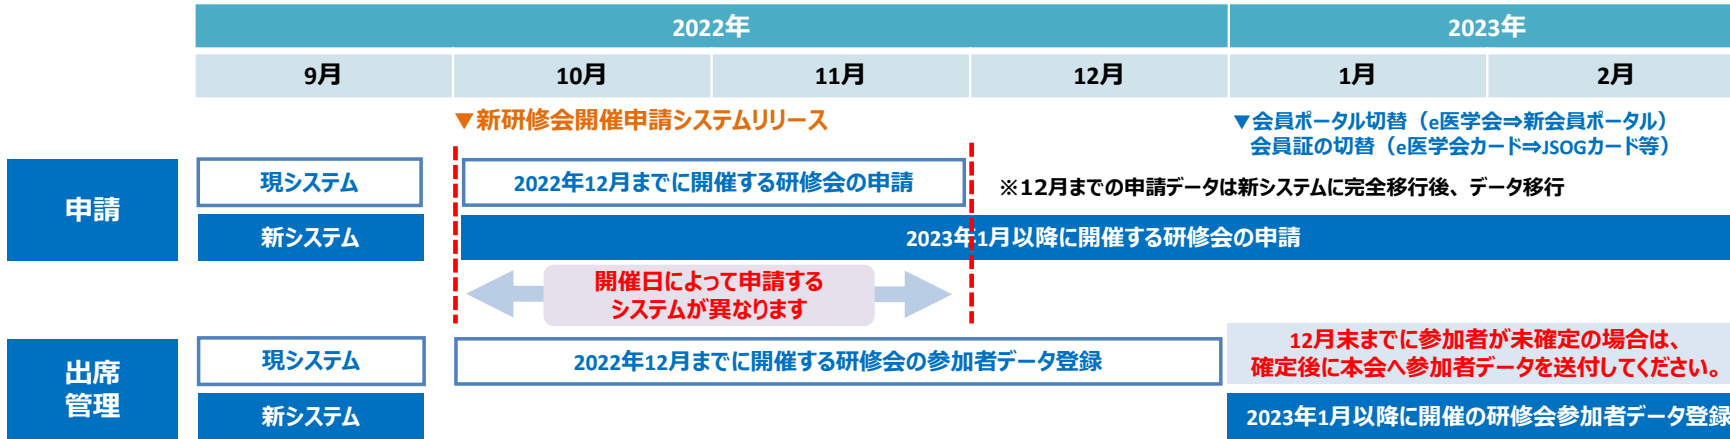 2022年
2023年
9月
10月
11月
12月
1月
2月
▼新研修会開催申請システムリリース
▼会員ポータル切替（e医学会⇒新会員ポータル）
会員証の切替（e医学会カード⇒JSOGカード等）
申請
現システム
2022年12月までに開催する研修会の申請
※12月までの申請データは新システムに完全移行後、データ移行
新システム
2023年1月以降に開催する研修会の申請
開催日によって申請する
システムが異なります
出席
管理
現システム
2022年12月までに開催する研修会の参加者データ登録
12月末までに参加者が未確定の場合は、
確定後に本会へ参加者データを送付してください。
新システム
2023年1月以降に開催の研修会参加者データ登録